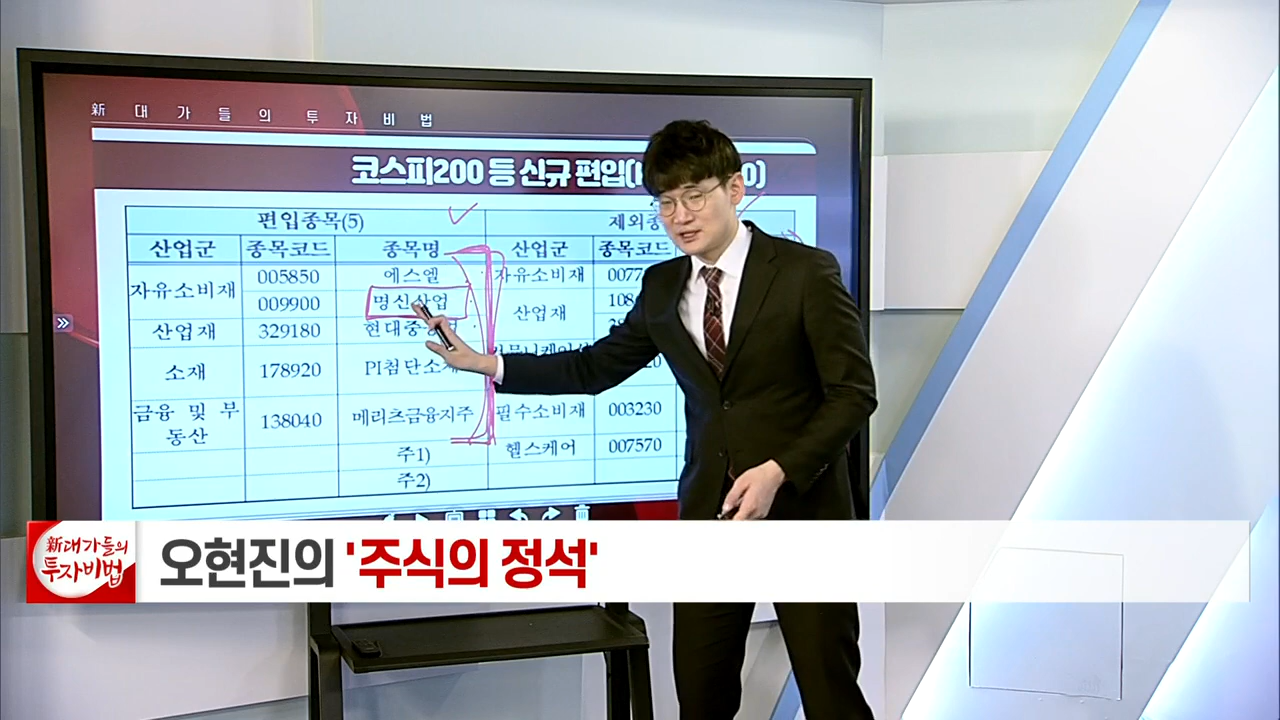 新 대 가 들 의 투 자 비 법
코스피200 등 신규 편입(
편입종목(5) 제외종
산업군 종목코드 종목명 산업군 종목코드
자유소비재 005850 에스엘 자유소비재 007
009900 명신산업 산업재 108
산업재 329180 현대중
소재 178920 PI첨단소재
금융 및 부동산 138040 메리츠금융지주 필수소비재 003230
주1) 헬스케어 007570
주2)
新대가들의
투자비법
오현진의 '주식의 정석'